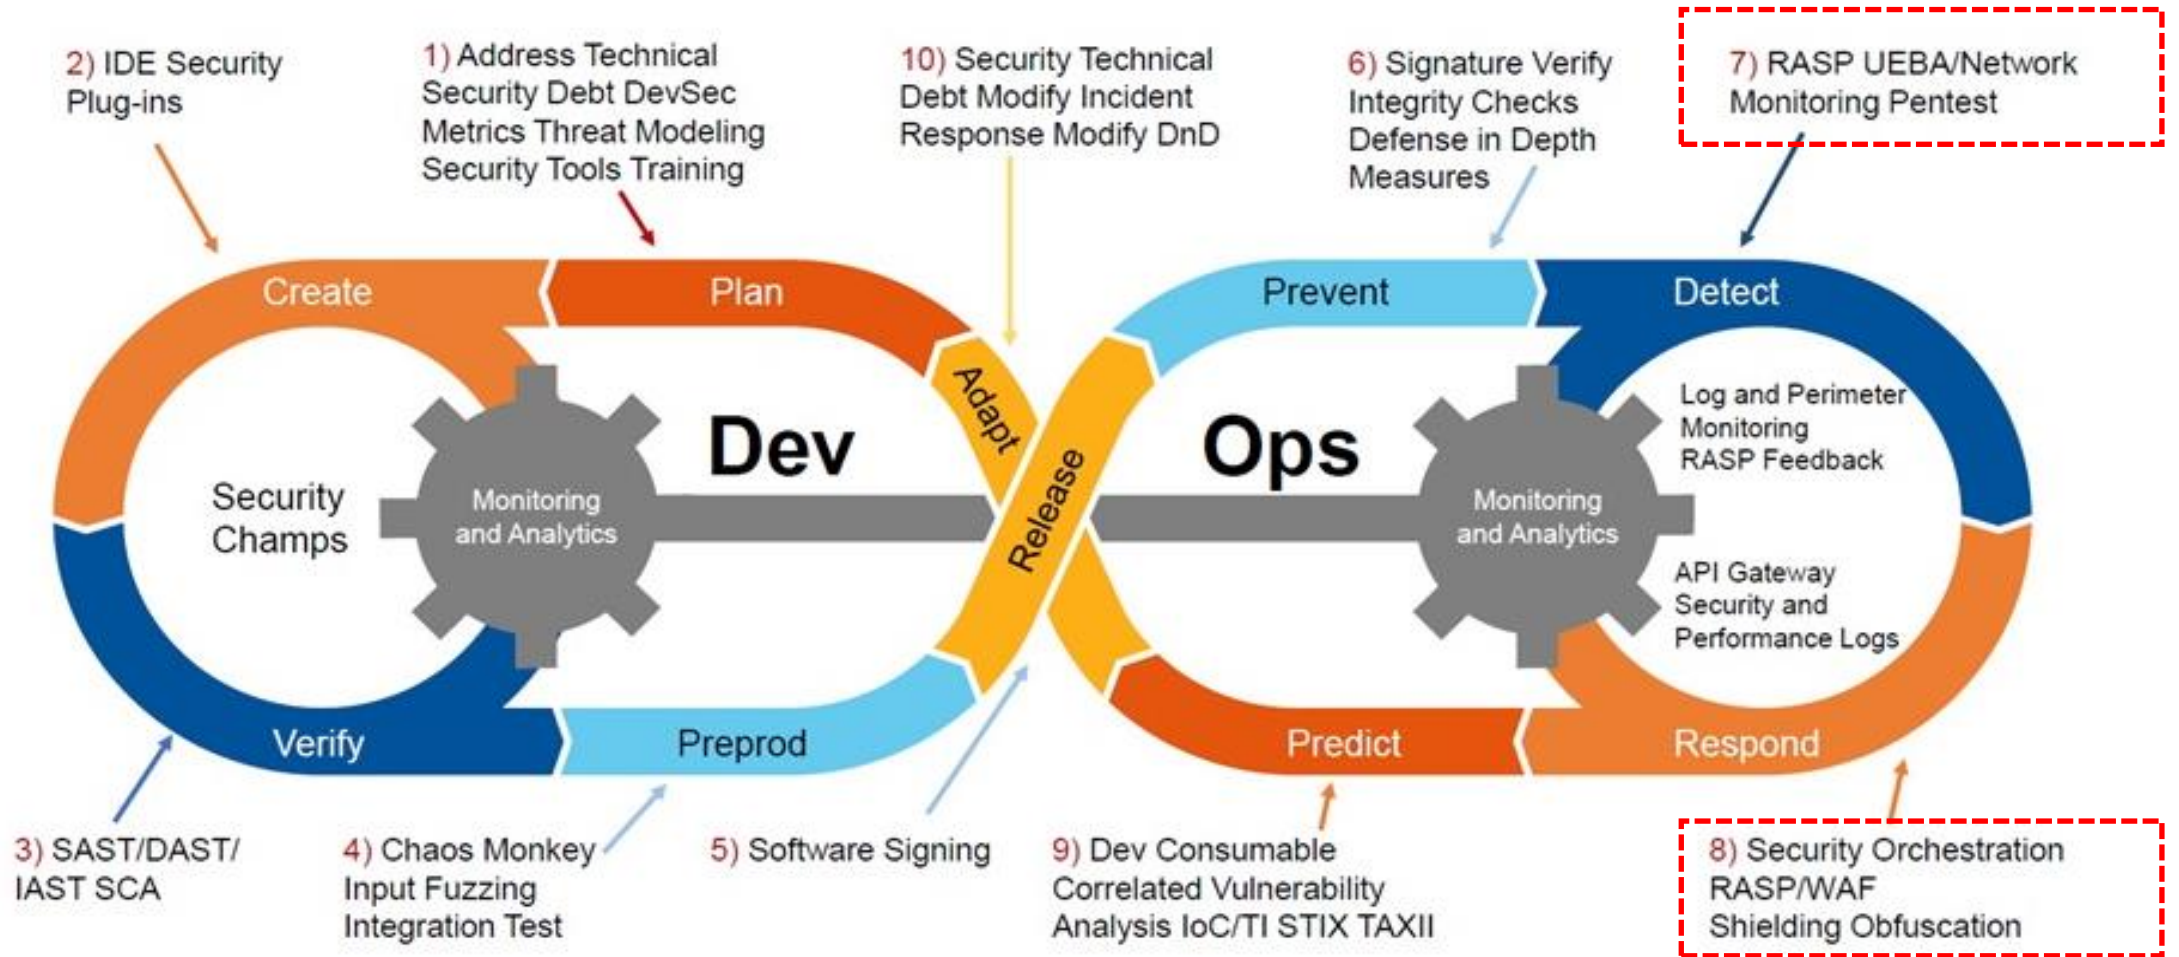 2) IDE Security
Plug-ins
1) Address Technical
Security Debt DevSec
Metrics Threat Modeling
Security Tools Training
10) Security Technical
Debt Modify Incident
Response Modify DnD
6) Signature Verify
Integrity Checks
Defense in Depth
Measures
7) RASP UEBA/Network
Monitoring Pentest
Create
Plan
Adapt
Release
Prevent
Detect
Dev
Ops
Security
Champs
Monitoring
and Analytics
Monitoring
and Analytics
Log and Perimeter
Monitoring
RASP Feedback
API Gateway
Security and
Performance Logs
Verify
Preprod
Predict
Respond
3) SAST/DAST/
IAST SCA
4) Chaos Monkey
Input Fuzzing
Integration Test
5) Software Signing
9) Dev Consumable
Correlated Vulnerability
Analysis IoC/TI STIX TAXII
8) Security Orchestration
RASP/WAF
Shielding Obfuscation